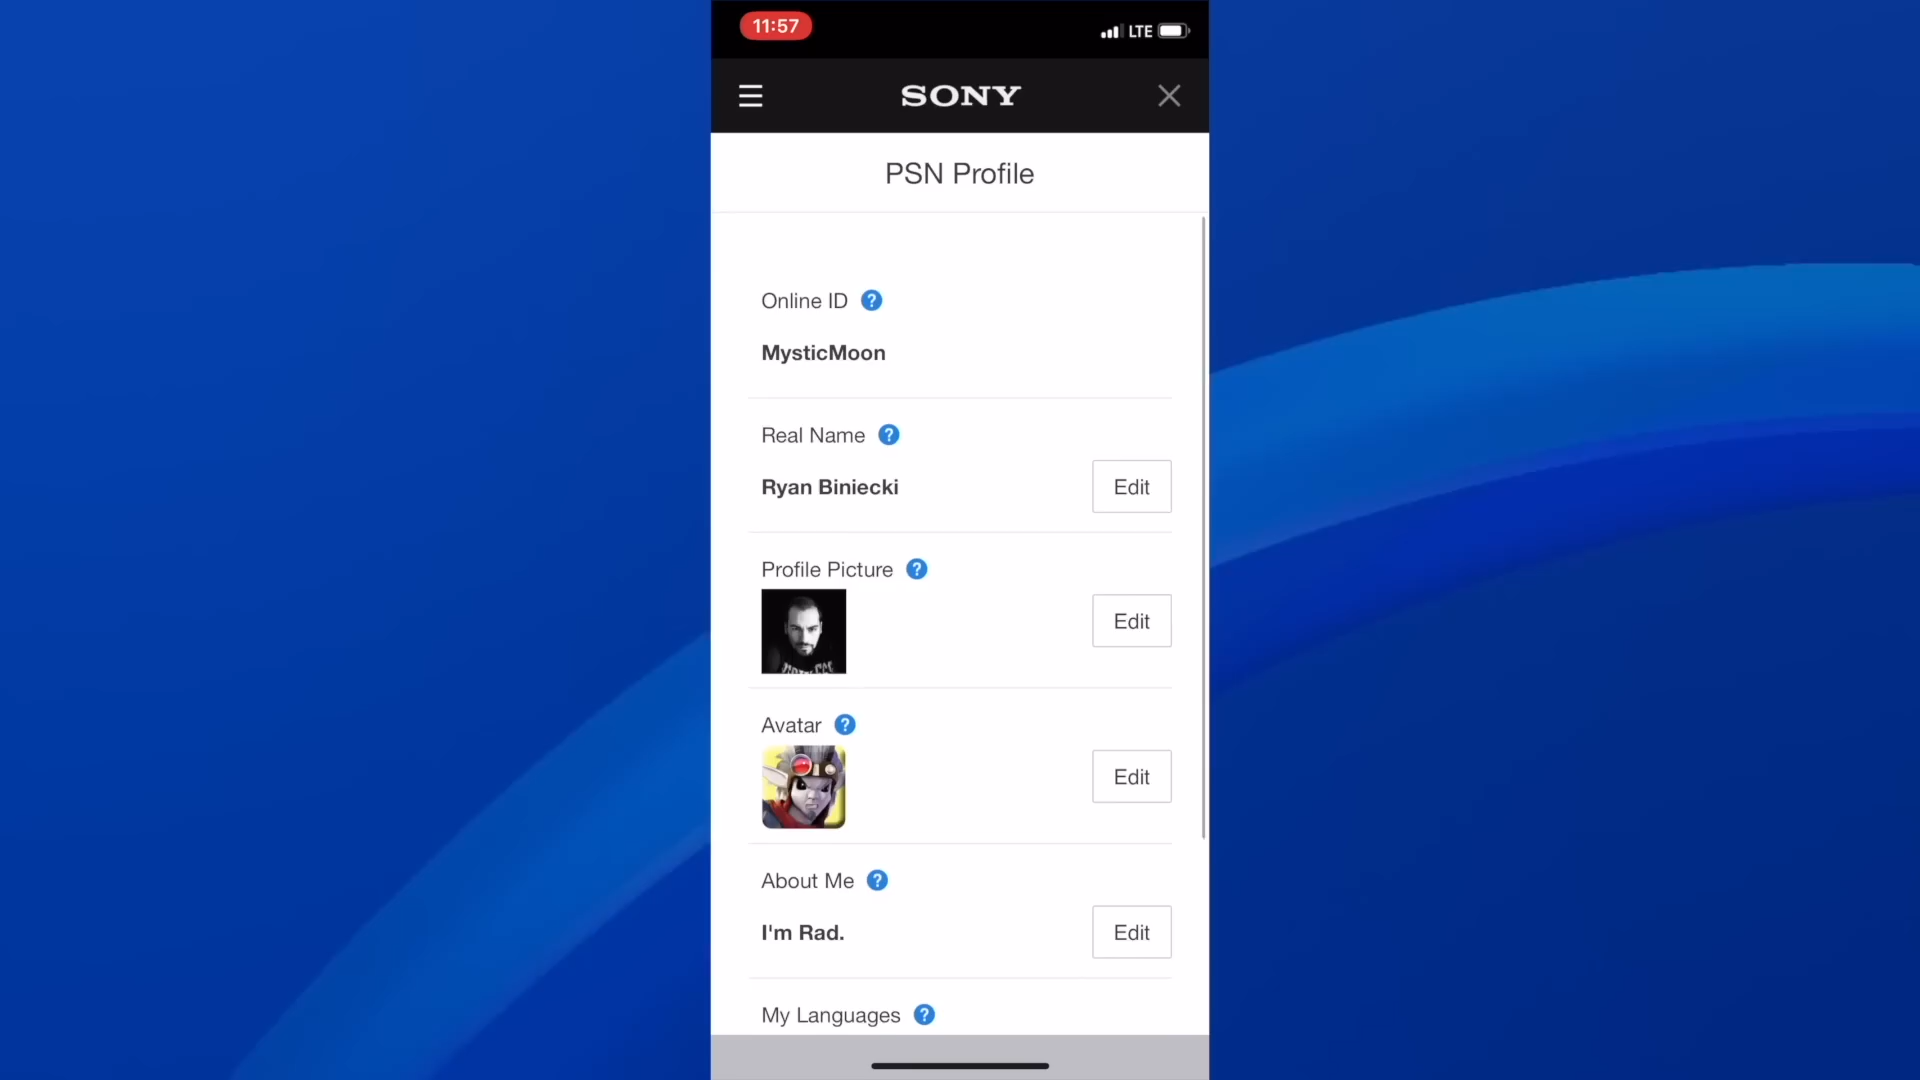 11:57
LTE
SONY
PSN Profile
Online ID ?
MysticMoon
Real Name ?
Ryan Biniecki
Edit
Profile Picture ?
Edit
Avatar ?
Edit
About Me ?
I'm Rad.
Edit
My Languages ?